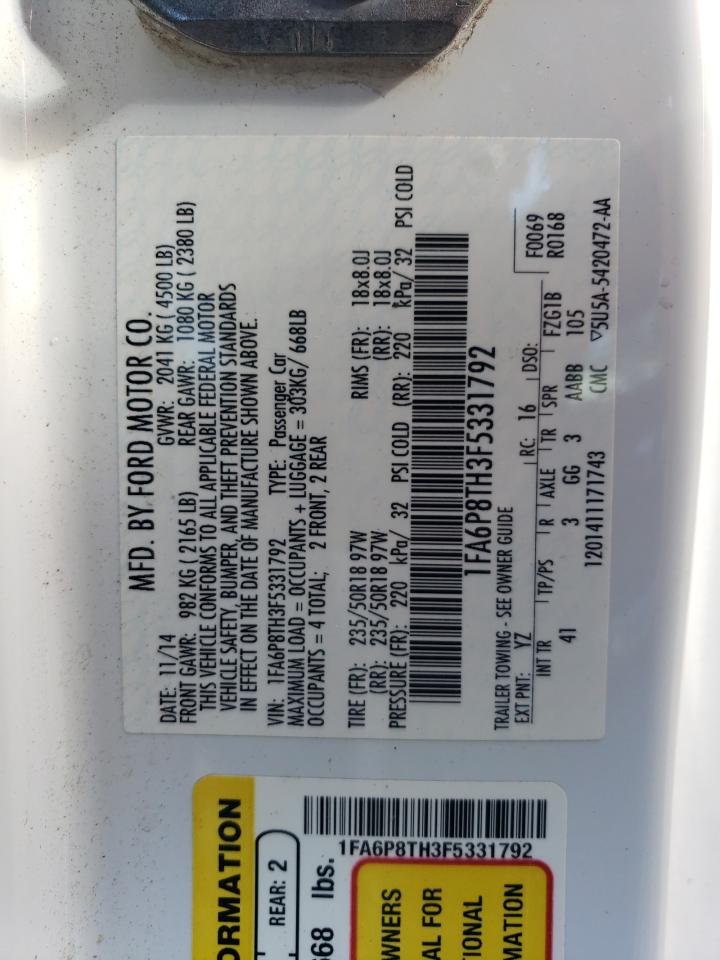 MFD. BY FORD MOTOR CO.
DATE: 11/14 GVWR: 2041 KG ( 4500 LB)
FRONT GAWR: 982 KG ( 2165 LB) REAR GAWR: 1080 KG ( 2380 LB)
THIS VEHICLE CONFORMS TO ALL APPLICABLE FEDERAL MOTOR
VEHICLE SAFETY, BUMPER, AND THEFT PREVENTION STANDARDS
IN EFFECT ON THE DATE OF MANUFACTURE SHOWN ABOVE.
VIN: 1FA6P8TH3F5331792 TYPE: Passenger Car
MAXIMUM LOAD = OCCUPANTS + LUGGAGE = 303KG/ 668LB
OCCUPANTS = 4 TOTAL; 2 FRONT, 2 REAR
TIRE (FR): 235/50R18 97W RIMS (FR): 18x8.0J
(RR): 235/50R18 97W (RR): 18x8.0J
PRESSURE (FR): 220 kPa/ 32 PSI COLD (RR): 220 kPa/ 32 PSI COLD
1FA6P8TH3F5331792
TRAILER TOWING - SEE OWNER GUIDE
EXT PNT: YZ RC: 16 DSO: F0069
R0168
INT TR TP/PS R AXLE TR SPR FZG1B
41 3 GG 3 AABB 105
1201411171743 CMC ▽5U5A-5420472-AA
ORMATION
REAR: 2
668 lbs.
1FA6P8TH3F5331792
WNERS
AL FOR
IONAL
MATION